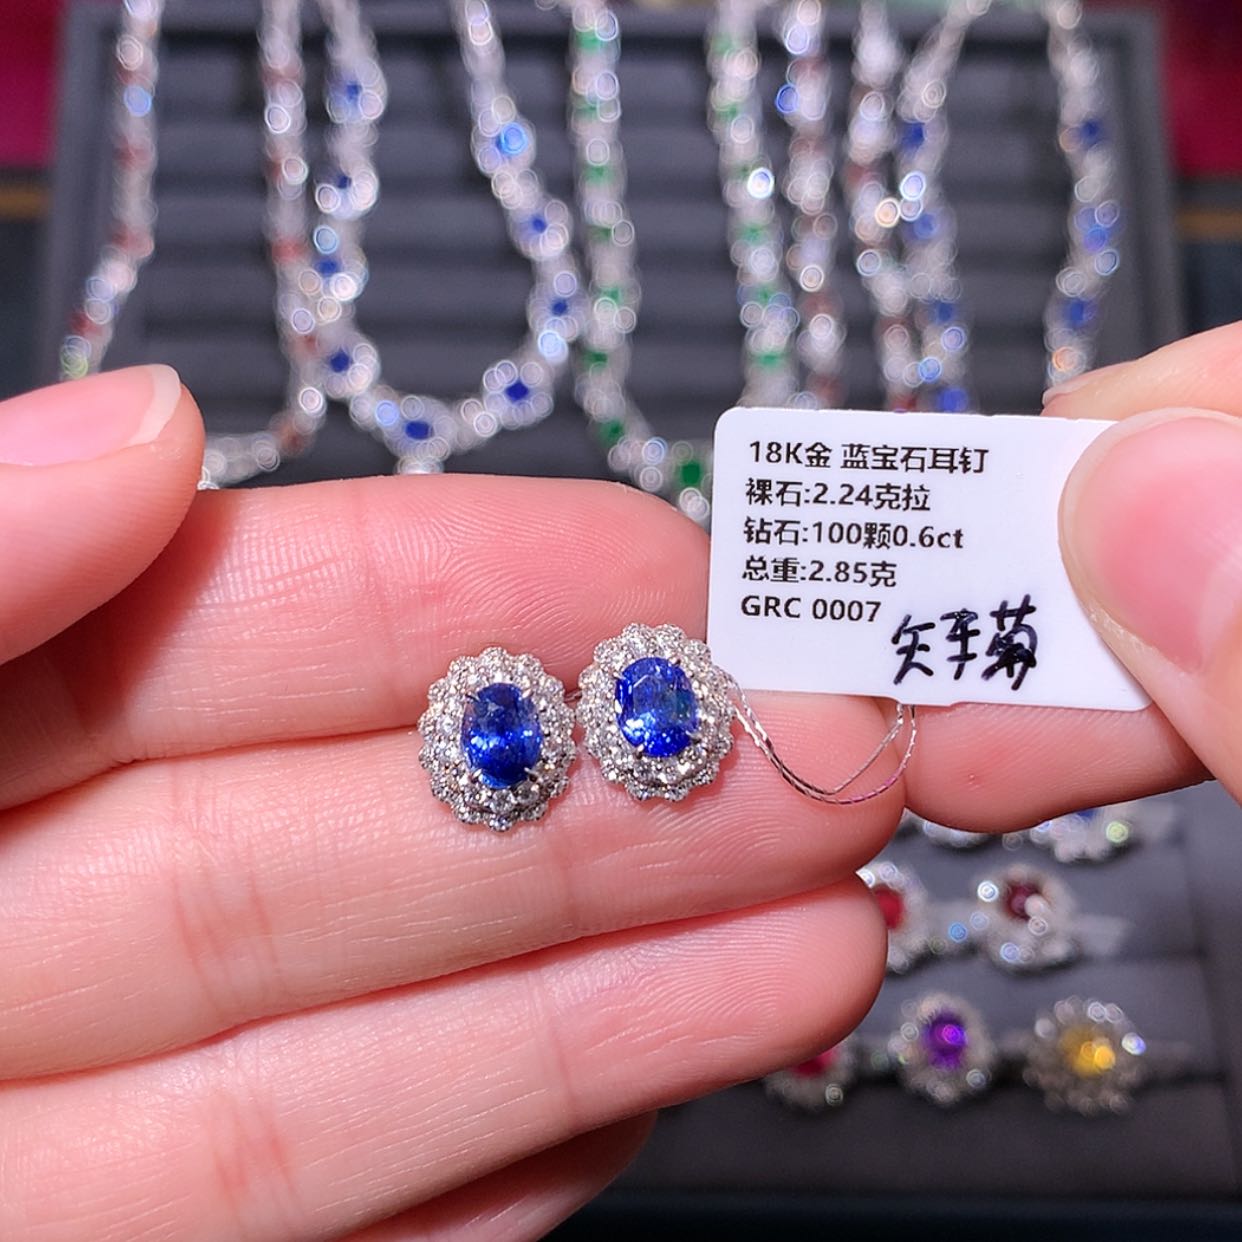 18K金 蓝宝石耳钉
裸石:2.24克拉
钻石:100颗0.6ct
总重:2.85克
GRC 0007
矢车菊